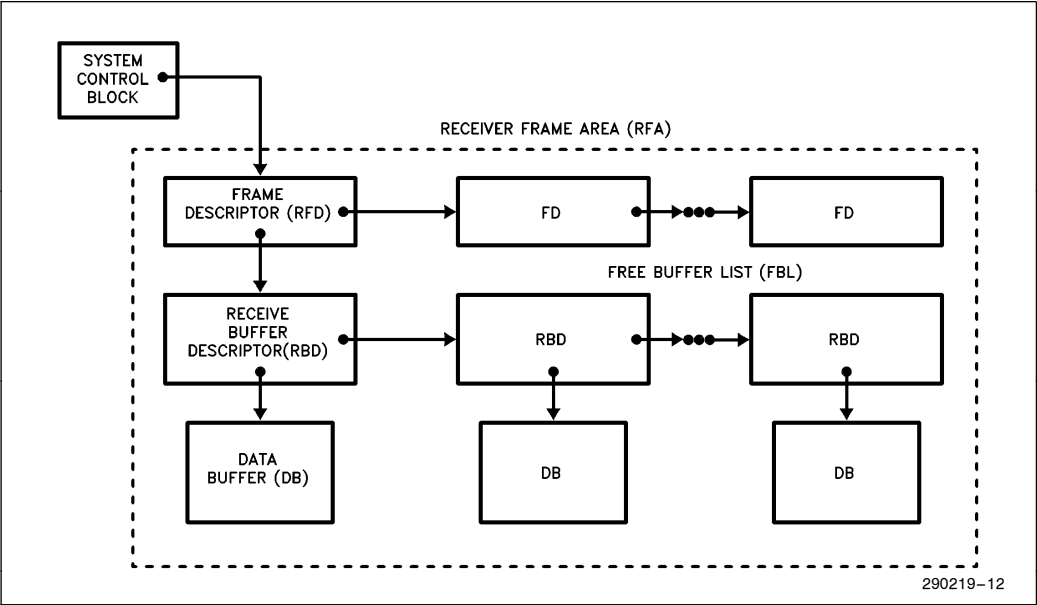 SYSTEM
CONTROL
BLOCK
RECEIVER FRAME AREA (RFA)
FRAME
DESCRIPTOR (RFD)
FD
FD
FREE BUFFER LIST (FBL)
RECEIVE
BUFFER
DESCRIPTOR(RBD)
RBD
RBD
DATA
BUFFER (DB)
DB
DB
290219–12